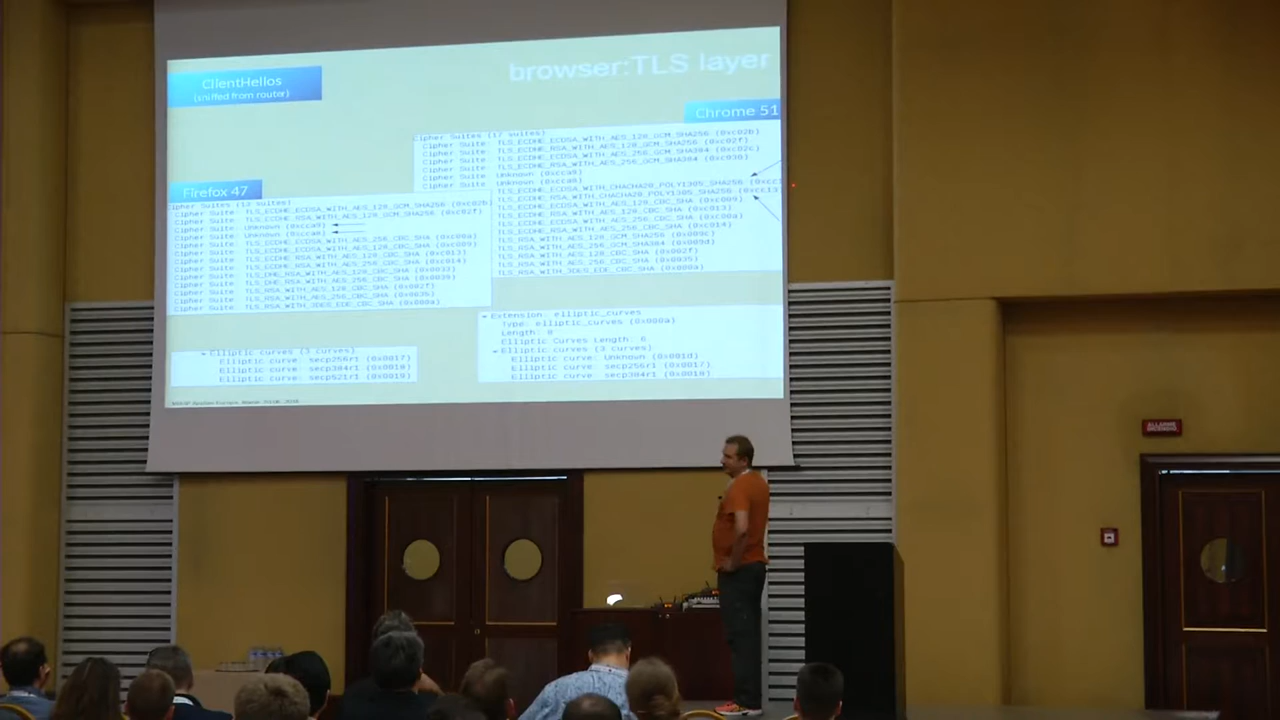 browser:TLS layer
ClientHellos
(sniffed from router)
Chrome 51
Cipher Suites (17 suites)
Cipher Suite: TLS_ECDHE_ECDSA_WITH_AES_128_GCM_SHA256 (0xc02b)
Cipher Suite: TLS_ECDHE_RSA_WITH_AES_128_GCM_SHA256 (0xc02f)
Cipher Suite: TLS_ECDHE_ECDSA_WITH_AES_256_GCM_SHA384 (0xc02c)
Cipher Suite: TLS_ECDHE_RSA_WITH_AES_256_GCM_SHA384 (0xc030)
Cipher Suite: Unknown (0xcca9)
Cipher Suite: Unknown (0xcca8)
TLS_ECDHE_ECDSA_WITH_CHACHA20_POLY1305_SHA256 (0xcc1
TLS_ECDHE_RSA_WITH_CHACHA20_POLY1305_SHA256 (0xcc13)
TLS_ECDHE_ECDSA_WITH_AES_128_CBC_SHA (0xc009)
TLS_ECDHE_RSA_WITH_AES_128_CBC_SHA (0xc013)
TLS_ECDHE_ECDSA_WITH_AES_256_CBC_SHA (0xc00a)
TLS_ECDHE_RSA_WITH_AES_256_CBC_SHA (0xc014)
TLS_RSA_WITH_AES_128_GCM_SHA256 (0x009c)
TLS_RSA_WITH_AES_256_GCM_SHA384 (0x009d)
TLS_RSA_WITH_AES_128_CBC_SHA (0x002f)
TLS_RSA_WITH_AES_256_CBC_SHA (0x0035)
TLS_RSA_WITH_3DES_EDE_CBC_SHA (0x000a)
Firefox 47
Cipher Suites (13 suites)
Cipher Suite: TLS_ECDHE_ECDSA_WITH_AES_128_GCM_SHA256 (0xc02b
Cipher Suite: TLS_ECDHE_RSA_WITH_AES_128_GCM_SHA256 (0xc02f)
Cipher Suite: Unknown (0xcca9)
Cipher Suite: Unknown (0xcca8)
Cipher Suite: TLS_ECDHE_ECDSA_WITH_AES_256_CBC_SHA (0xc00a)
Cipher Suite: TLS_ECDHE_ECDSA_WITH_AES_128_CBC_SHA (0xc009)
Cipher Suite: TLS_ECDHE_RSA_WITH_AES_128_CBC_SHA (0xc013)
Cipher Suite: TLS_ECDHE_RSA_WITH_AES_256_CBC_SHA (0xc014)
Cipher Suite: TLS_DHE_RSA_WITH_AES_128_CBC_SHA (0x0033)
Cipher Suite: TLS_DHE_RSA_WITH_AES_256_CBC_SHA (0x0039)
Cipher Suite: TLS_RSA_WITH_AES_128_CBC_SHA (0x002f)
Cipher Suite: TLS_RSA_WITH_AES_256_CBC_SHA (0x0035)
Cipher Suite: TLS_RSA_WITH_3DES_EDE_CBC_SHA (0x000a)
Elliptic curves (3 curves)
Elliptic curve: secp256r1 (0x0017)
Elliptic curve: secp384r1 (0x0018)
Elliptic curve: secp521r1 (0x0019)
Extension: elliptic_curves
Type: elliptic_curves (0x000a)
Length: 8
Elliptic Curves Length: 6
Elliptic curves (3 curves)
Elliptic curve: Unknown (0x001d)
Elliptic curve: secp256r1 (0x0017)
Elliptic curve: secp384r1 (0x0018)
ALLARME
INCENDIO